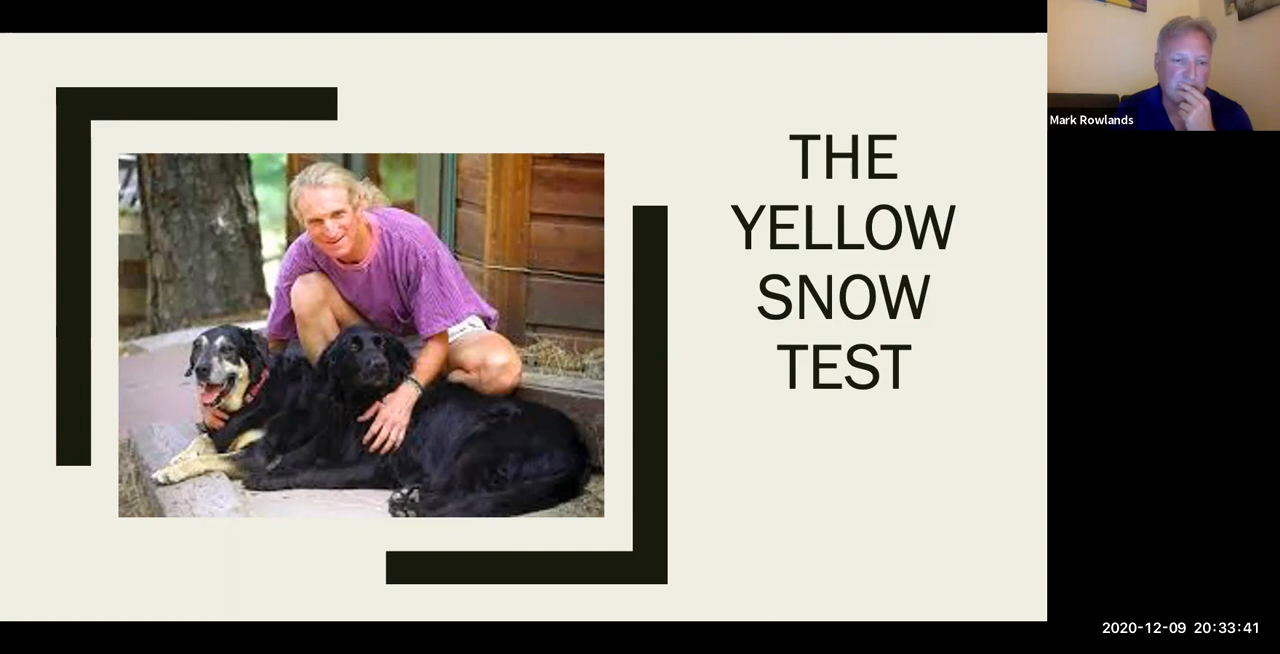 THE
YELLOW
SNOW
TEST
Mark Rowlands
2020-12-09 20:33:41